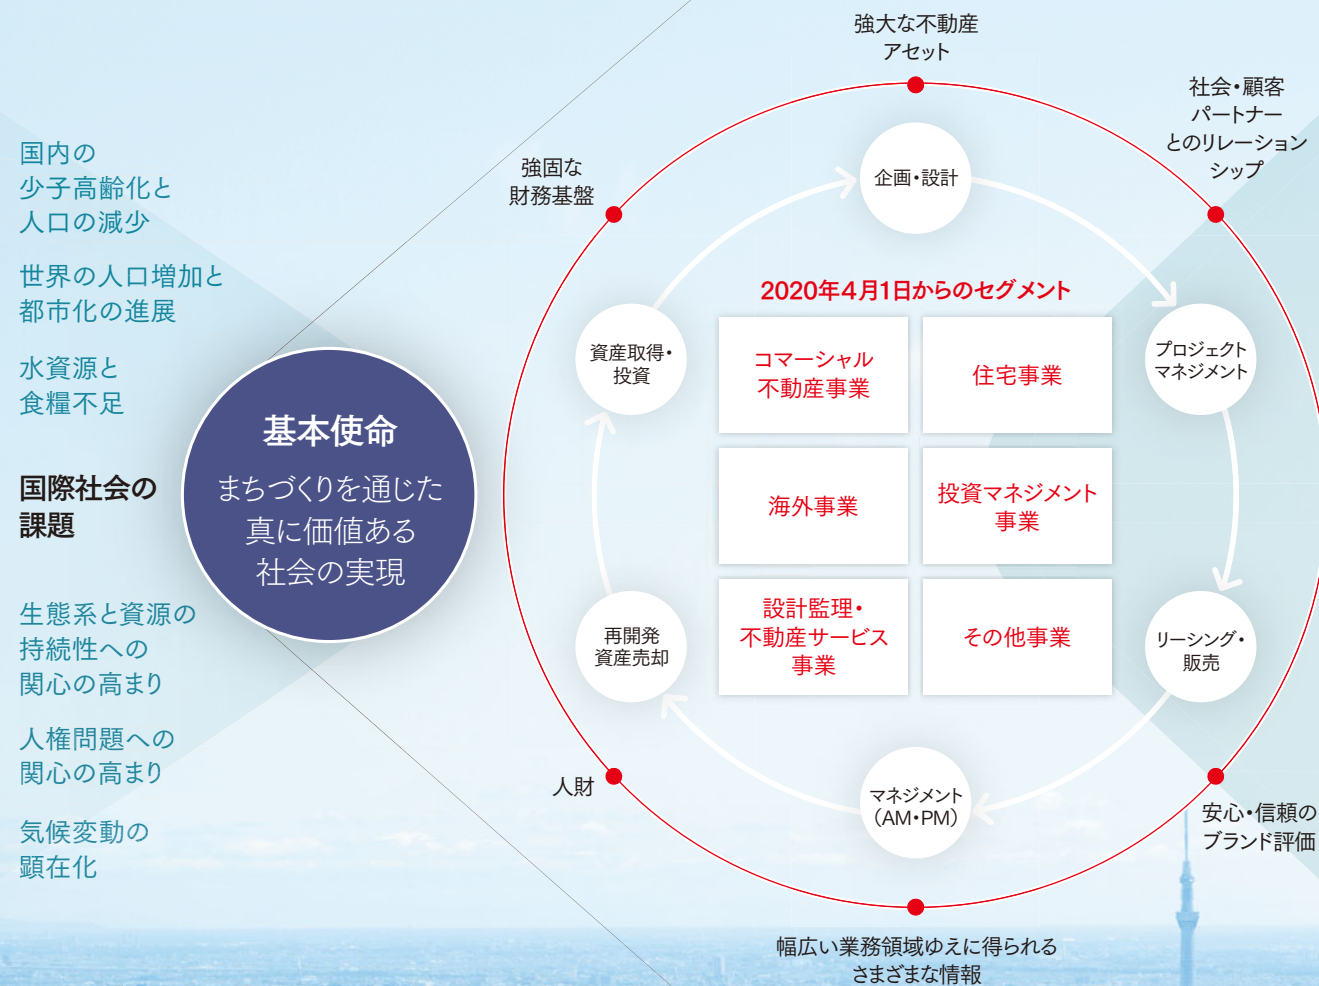 国内の
少子高齢化と
人口の減少
世界の人口増加と
都市化の進展
水資源と
食糧不足
国際社会の
課題
生態系と資源の
持続性への
関心の高まり
人権問題への
関心の高まり
気候変動の
顕在化
基本使命
まちづくりを通じた
真に価値ある
社会の実現
強大な不動産
アセット
社会・顧客
パートナー
とのリレーション
シップ
安心・信頼の
ブランド評価
幅広い業務領域ゆえに得られる
さまざまな情報
人財
強固な
財務基盤
企画・設計
プロジェクト
マネジメント
リーシング・
販売
マネジメント
（AM・PM）
再開発
資産売却
資産取得・
投資
2020年4月1日からのセグメント
コマーシャル
不動産事業
住宅事業
海外事業
投資マネジメント
事業
設計監理・
不動産サービス
事業
その他事業